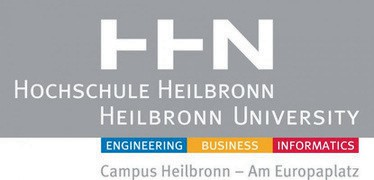 HHN
HOCHSCHULE HEILBRONN
HEILBRONN UNIVERSITY
ENGINEERING BUSINESS INFORMATICS
Campus Heilbronn – Am Europaplatz